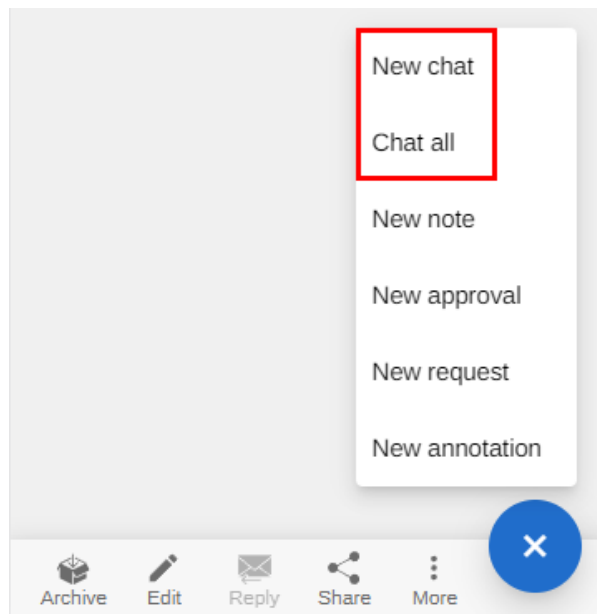 New chat
Chat all
New note
New approval
New request
New annotation
Archive Edit Reply Share More